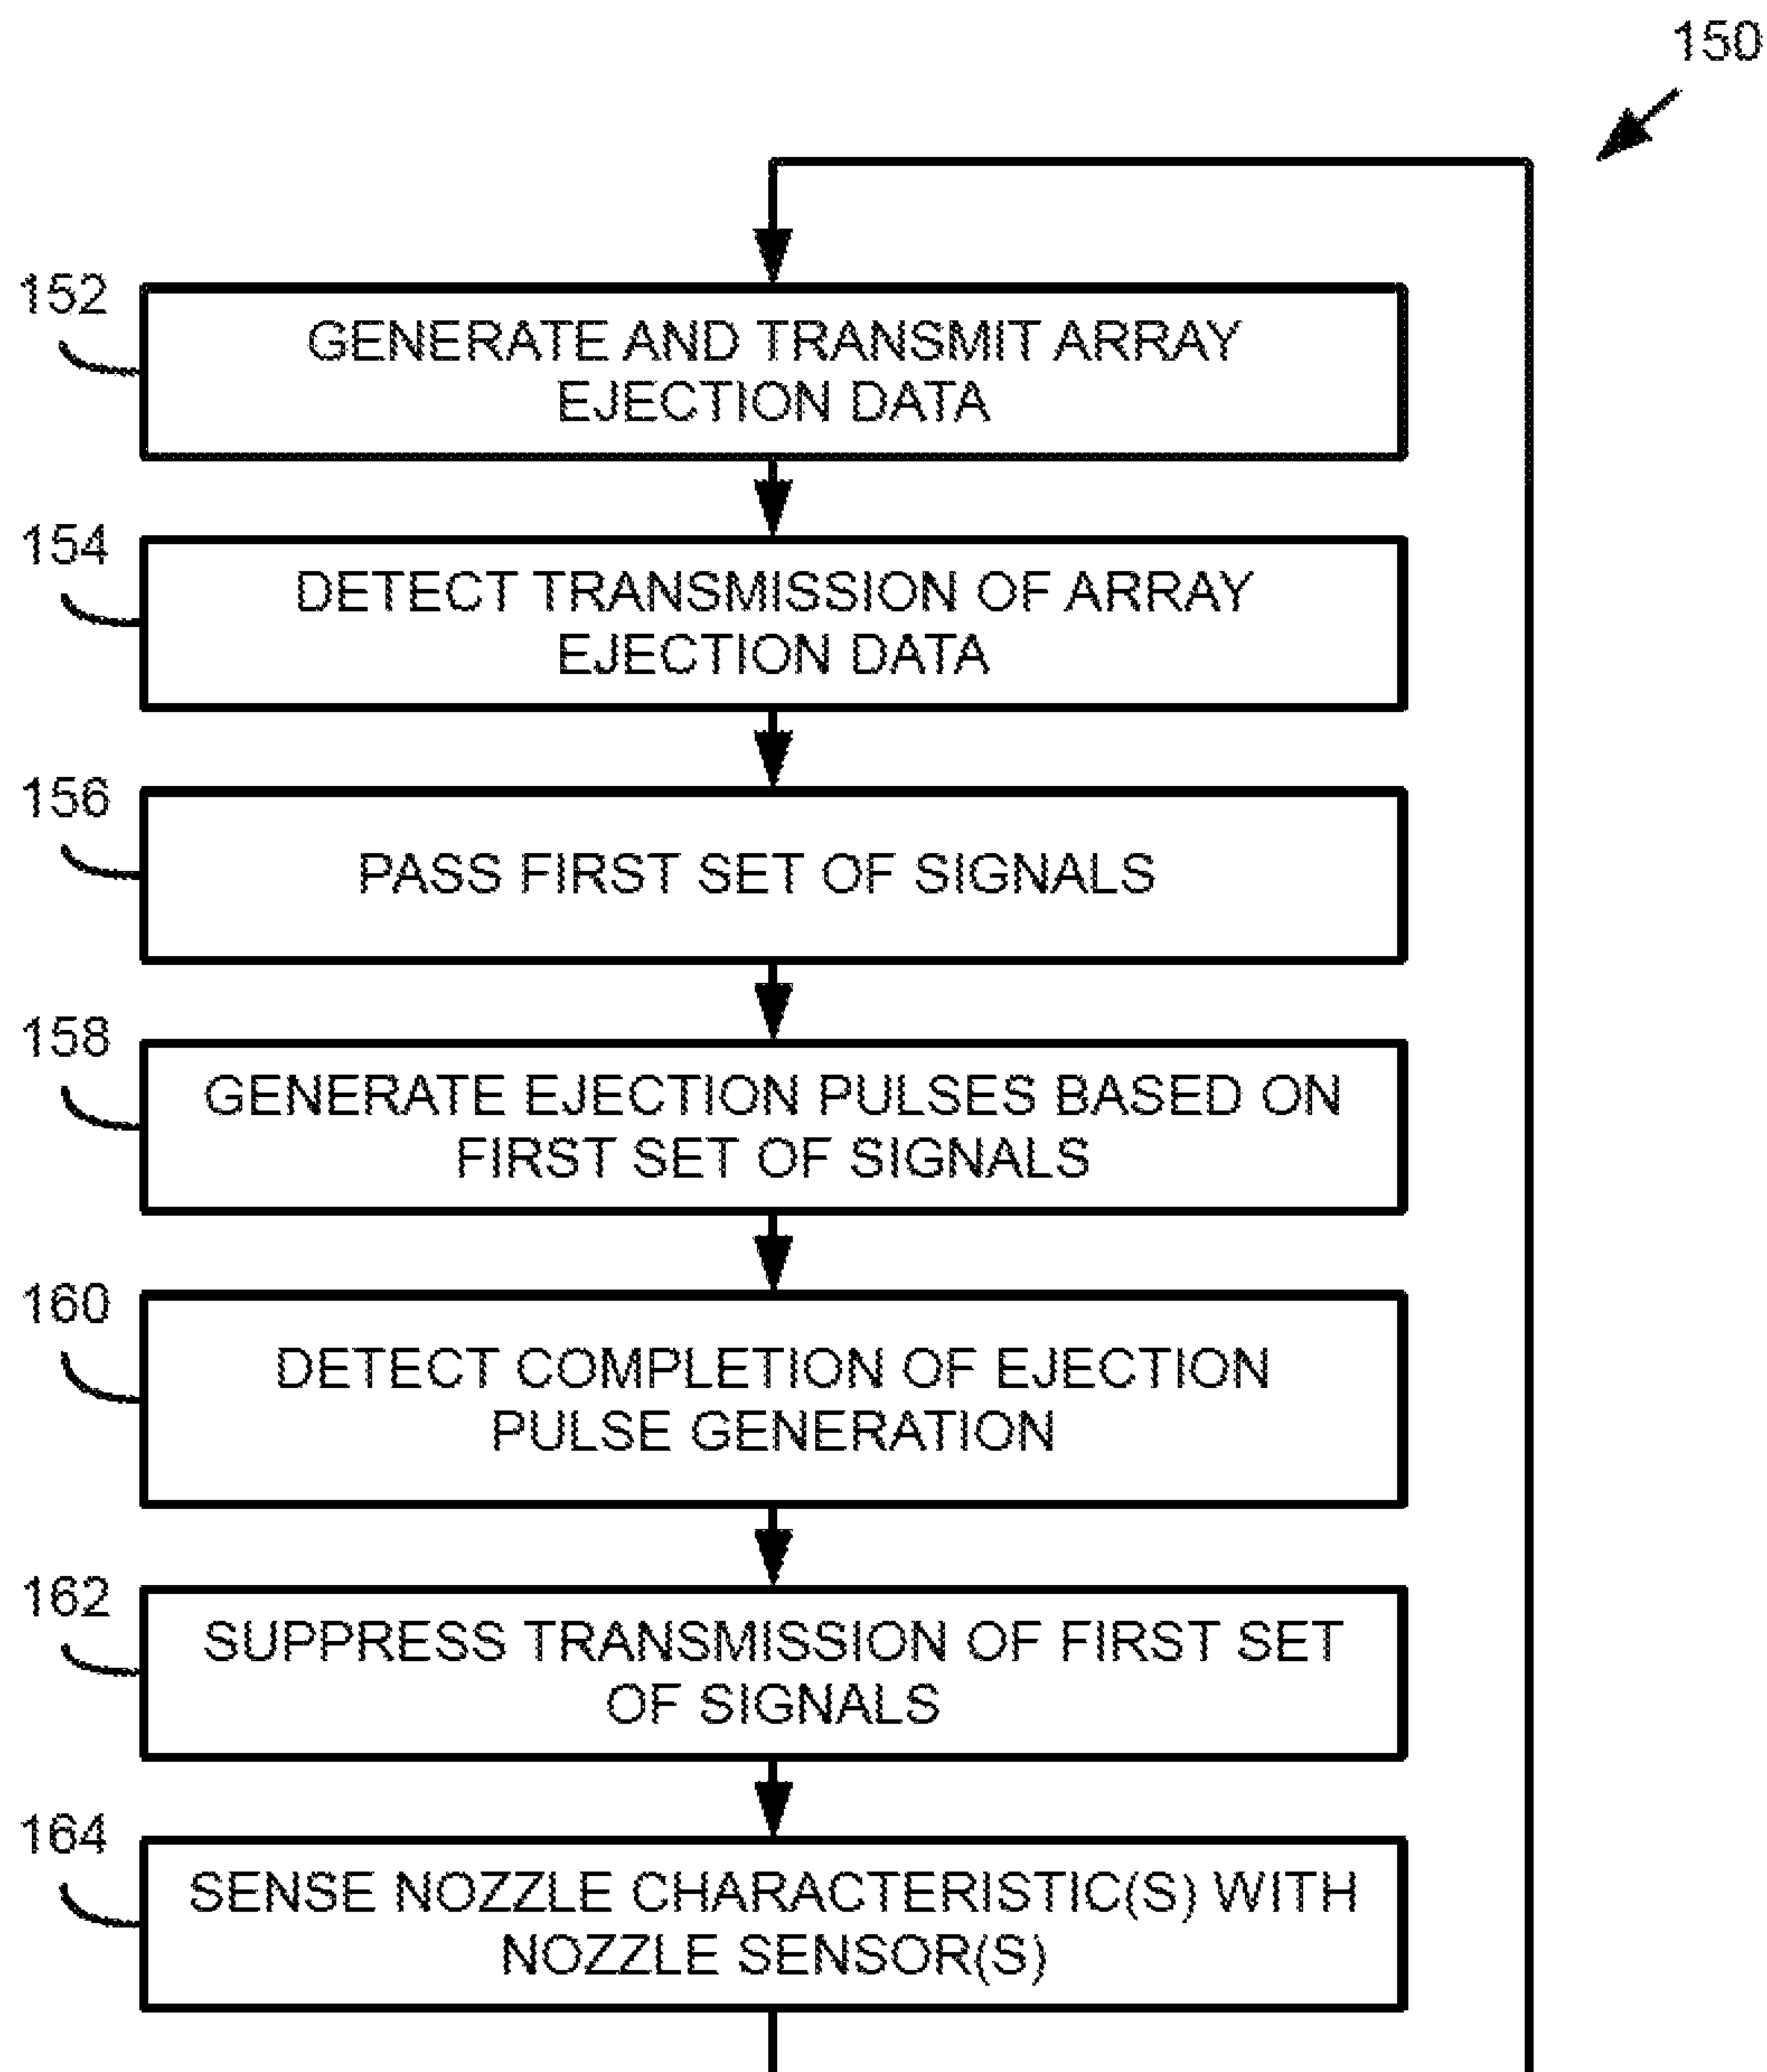 150
152
GENERATE AND TRANSMIT ARRAY
EJECTION DATA
154
DETECT TRANSMISSION OF ARRAY
EJECTION DATA
156
PASS FIRST SET OF SIGNALS
158
GENERATE EJECTION PULSES BASED ON
FIRST SET OF SIGNALS
160
DETECT COMPLETION OF EJECTION
PULSE GENERATION
162
SUPPRESS TRANSMISSION OF FIRST SET
OF SIGNALS
164
SENSE NOZZLE CHARACTERISTIC(S) WITH
NOZZLE SENSOR(S)